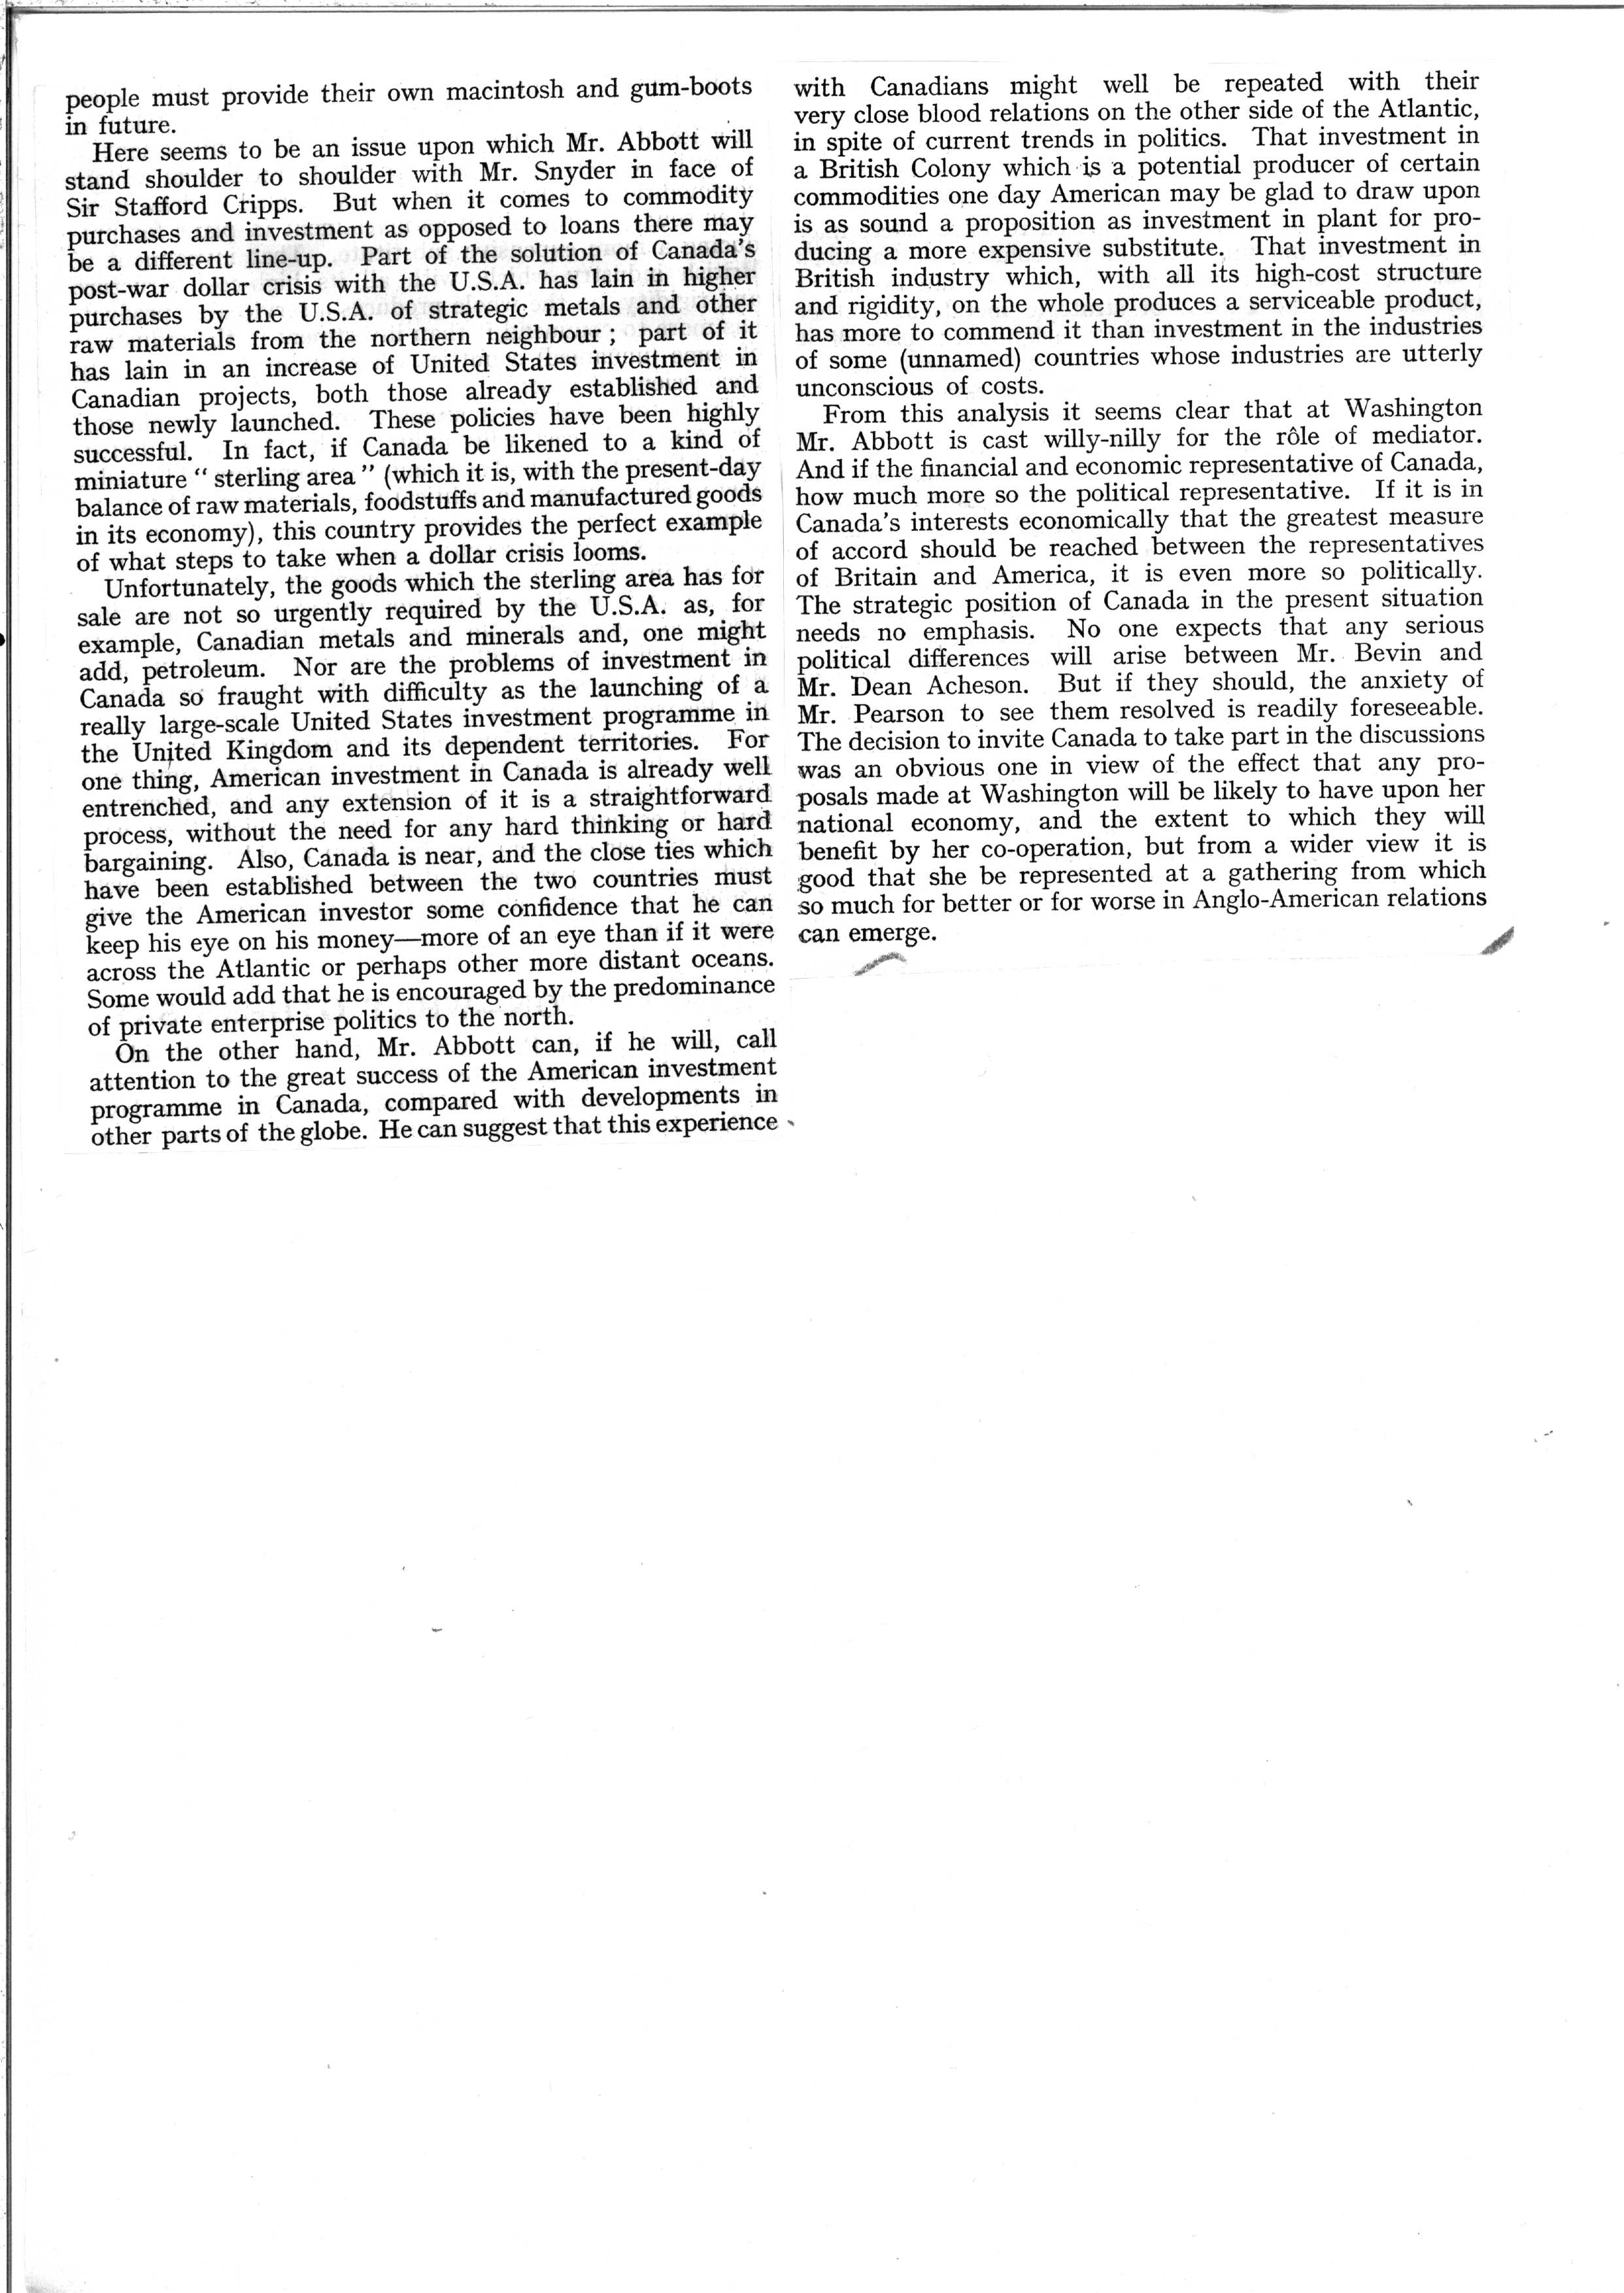 people must provide their own macintosh and gum-boots
in future.
Here seems to be an issue upon which Mr. Abbott will
stand shoulder to shoulder with Mr. Snyder in face of
Sir Stafford Cripps. But when it comes to commodity
purchases and investment as opposed to loans there may
be a different line-up. Part of the solution of Canada's
post-war dollar crisis with the U.S.A. has lain in higher
purchases by the U.S.A. of strategic metals and other
raw materials from the northern neighbour ; part of it
has lain in an increase of United States investment in
Canadian projects, both those already established and
those newly launched. These policies have been highly
successful. In fact, if Canada be likened to a kind of
miniature “ sterling area ” (which it is, with the present-day
balance of raw materials, foodstuffs and manufactured goods
in its economy), this country provides the perfect example
of what steps to take when a dollar crisis looms.
Unfortunately, the goods which the sterling area has for
sale are not so urgently required by the U.S.A. as, for
example, Canadian metals and minerals and, one might
add, petroleum. Nor are the problems of investment in
Canada so fraught with difficulty as the launching of a
really large-scale United States investment programme in
the United Kingdom and its dependent territories. For
one thing, American investment in Canada is already well
entrenched, and any extension of it is a straightforward
process, without the need for any hard thinking or hard
bargaining. Also, Canada is near, and the close ties which
have been established between the two countries must
give the American investor some confidence that he can
keep his eye on his money—more of an eye than if it were
across the Atlantic or perhaps other more distant oceans.
Some would add that he is encouraged by the predominance
of private enterprise politics to the north.
On the other hand, Mr. Abbott can, if he will, call
attention to the great success of the American investment
programme in Canada, compared with developments in
other parts of the globe. He can suggest that this experience
with Canadians might well be repeated with their
very close blood relations on the other side of the Atlantic,
in spite of current trends in politics. That investment in
a British Colony which is a potential producer of certain
commodities one day American may be glad to draw upon
is as sound a proposition as investment in plant for pro-
ducing a more expensive substitute. That investment in
British industry which, with all its high-cost structure
and rigidity, on the whole produces a serviceable product,
has more to commend it than investment in the industries
of some (unnamed) countries whose industries are utterly
unconscious of costs.
From this analysis it seems clear that at Washington
Mr. Abbott is cast willy-nilly for the rôle of mediator.
And if the financial and economic representative of Canada,
how much more so the political representative. If it is in
Canada's interests economically that the greatest measure
of accord should be reached between the representatives
of Britain and America, it is even more so politically.
The strategic position of Canada in the present situation
needs no emphasis. No one expects that any serious
political differences will arise between Mr. Bevin and
Mr. Dean Acheson. But if they should, the anxiety of
Mr. Pearson to see them resolved is readily foreseeable.
The decision to invite Canada to take part in the discussions
was an obvious one in view of the effect that any pro-
posals made at Washington will be likely to have upon her
national economy, and the extent to which they will
benefit by her co-operation, but from a wider view it is
good that she be represented at a gathering from which
so much for better or for worse in Anglo-American relations
can emerge.